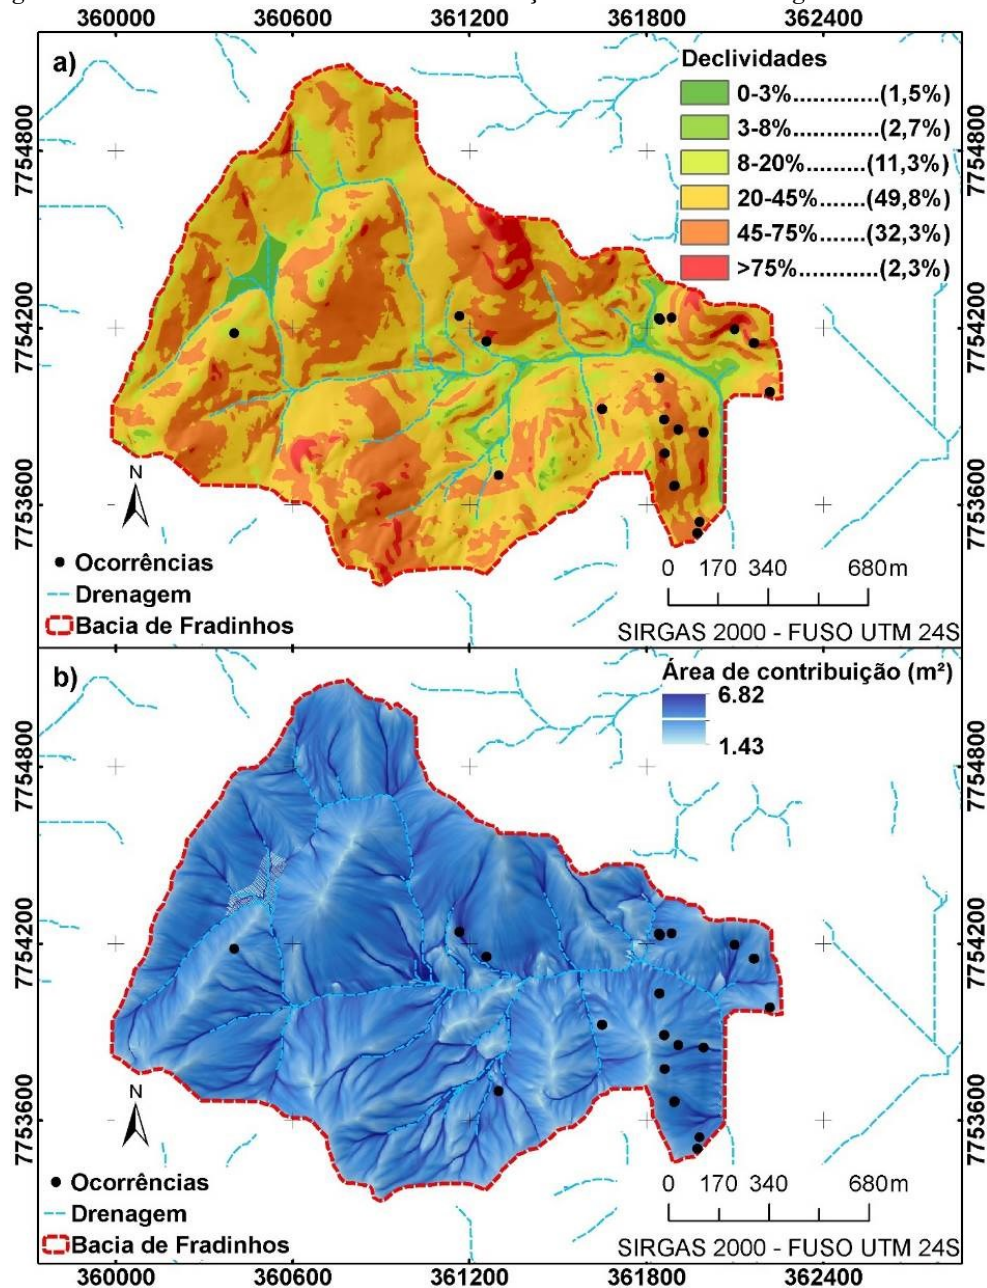 360000 360600 361200 361800 362400
a)
Declividades
0-3%............(1,5%)
3-8%............(2,7%)
8-20%..........(11,3%)
20-45%.......(49,8%)
45-75%.......(32,3%)
>75%............(2,3%)
7754800
7754200
7753600
7754800
7754200
7753600
N
Ocorrências
Drenagem
Bacia de Fradinhos
0 170 340 680m
SIRGAS 2000 - FUSO UTM 24S
b)
Área de contribuição (m²)
6.82
1.43
7754800
7754200
7753600
7754800
7754200
7753600
N
Ocorrências
Drenagem
Bacia de Fradinhos
0 170 340 680m
SIRGAS 2000 - FUSO UTM 24S
360000 360600 361200 361800 362400